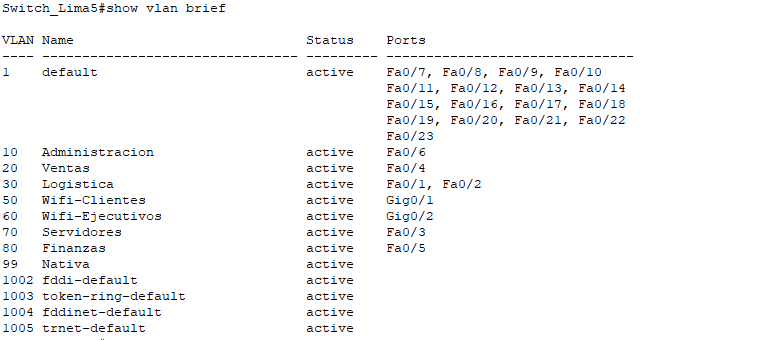 Switch_Lima5#show vlan brief
VLAN Name                             Status    Ports
---- -------------------------------- --------- -------------------------------
1    default                          active    Fa0/7, Fa0/8, Fa0/9, Fa0/10
                                                Fa0/11, Fa0/12, Fa0/13, Fa0/14
                                                Fa0/15, Fa0/16, Fa0/17, Fa0/18
                                                Fa0/19, Fa0/20, Fa0/21, Fa0/22
                                                Fa0/23
10   Administracion                   active    Fa0/6
20   Ventas                           active    Fa0/4
30   Logistica                        active    Fa0/1, Fa0/2
50   Wifi-Clientes                    active    Gig0/1
60   Wifi-Ejecutivos                  active    Gig0/2
70   Servidores                       active    Fa0/3
80   Finanzas                         active    Fa0/5
99   Nativa                           active
1002 fddi-default                     active
1003 token-ring-default               active
1004 fddinet-default                  active
1005 trnet-default                    active